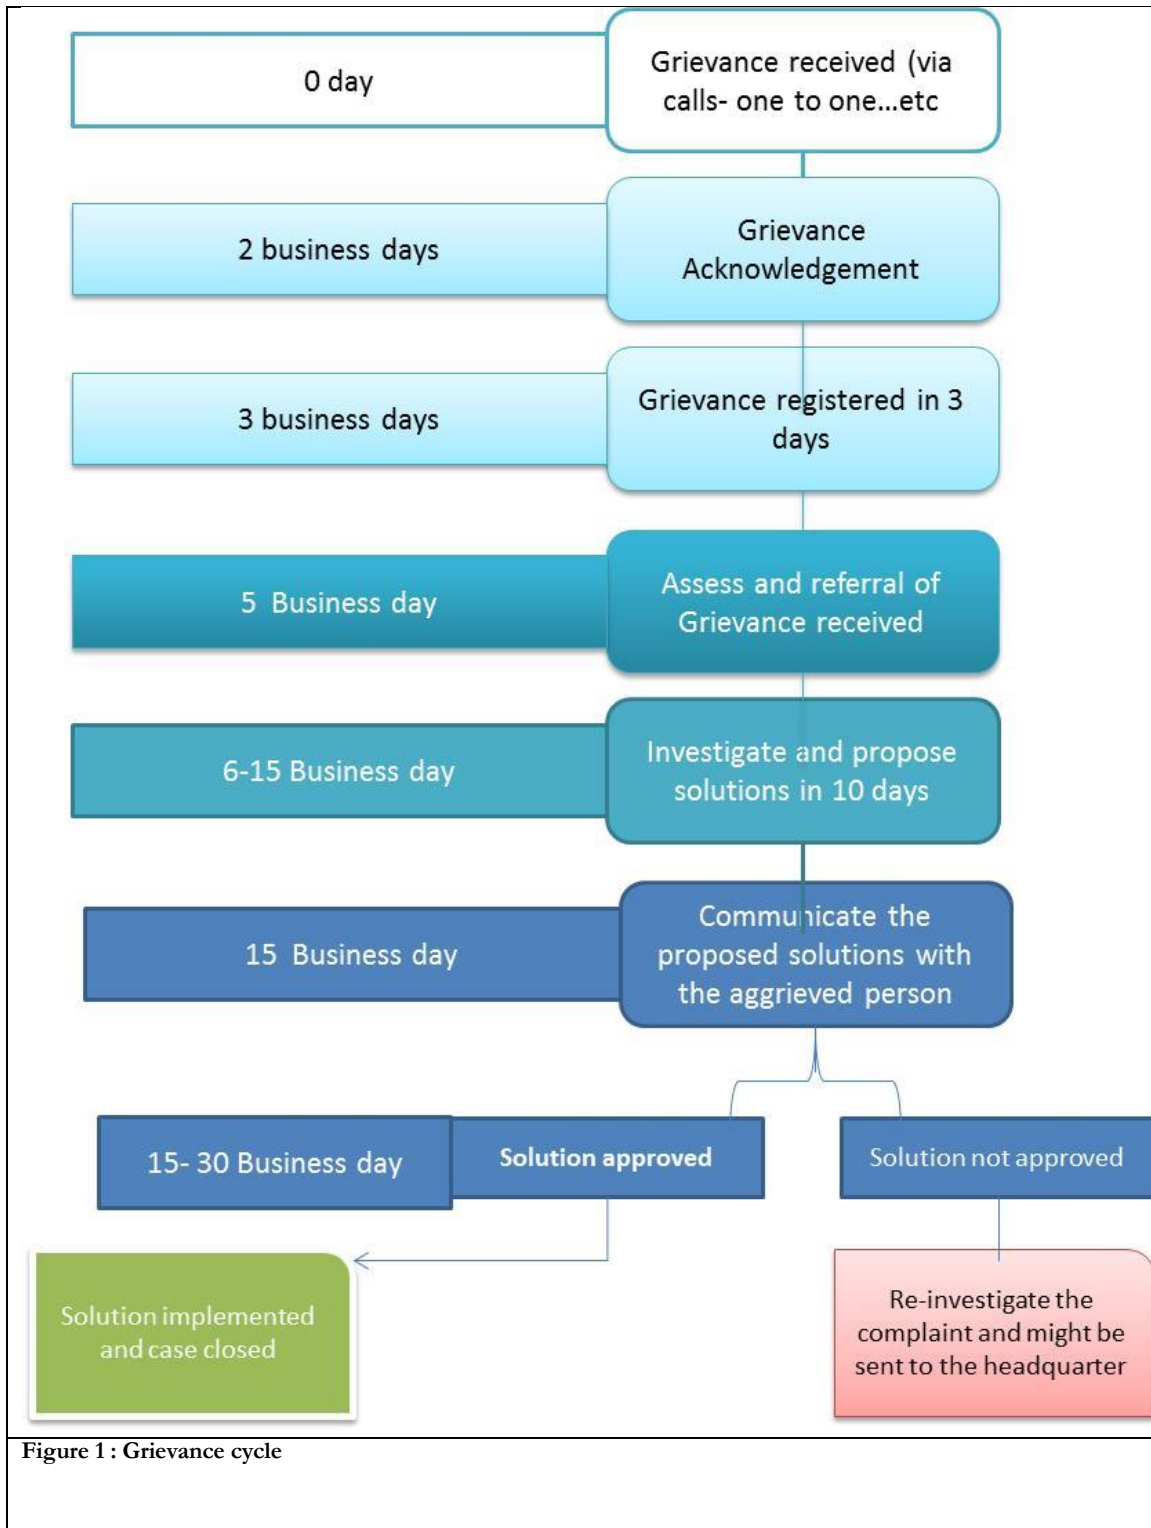 0 day
Grievance received (via
calls- one to one...etc
2 business days
Grievance
Acknowledgement
3 business days
Grievance registered in 3
days
5 Business day
Assess and referral of
Grievance received
6-15 Business day
Investigate and propose
solutions in 10 days
15 Business day
Communicate the
proposed solutions with
the aggrieved person
15- 30 Business day
Solution approved
Solution not approved
Solution implemented
and case closed
Re-investigate the
complaint and might be
sent to the headquarter
Figure 1 : Grievance cycle